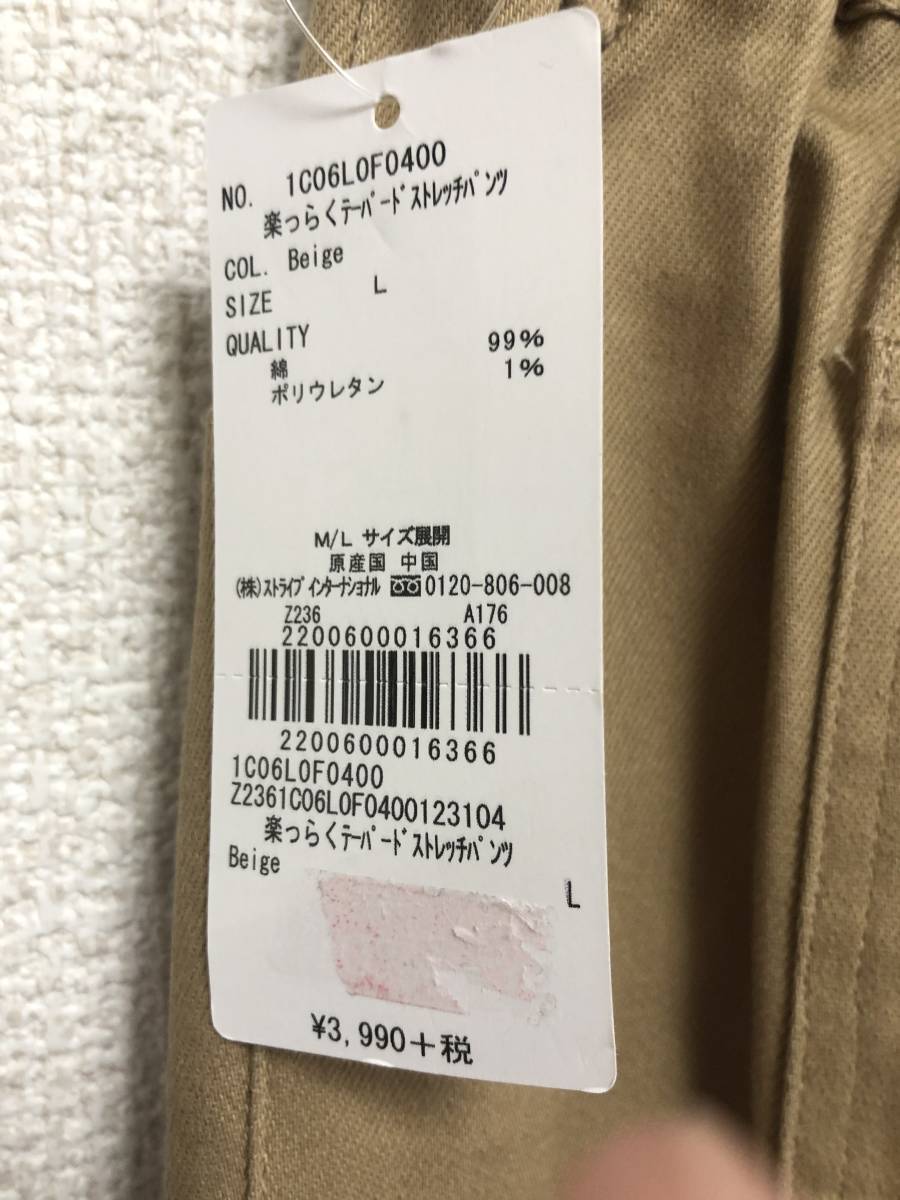 NO. 1C06L0F0400
楽っらくﾃｰﾊﾟｰﾄﾞｽﾄﾚｯﾁﾊﾟﾝﾂ
COL. Beige
SIZE L
QUALITY 99%
綿 1%
ポリウレタン
M/L サイズ展開
原産国 中国
(株)ｽﾄﾗｲﾌﾟ ｲﾝﾀｰﾅｼｮﾅﾙ 0120-806-008
Z236 A176
2200600016366
2200600016366
1C06L0F0400
Z2361C06L0F0400123104
楽っらくﾃｰﾊﾟｰﾄﾞｽﾄﾚｯﾁﾊﾟﾝﾂ
Beige
L
¥3,990+税